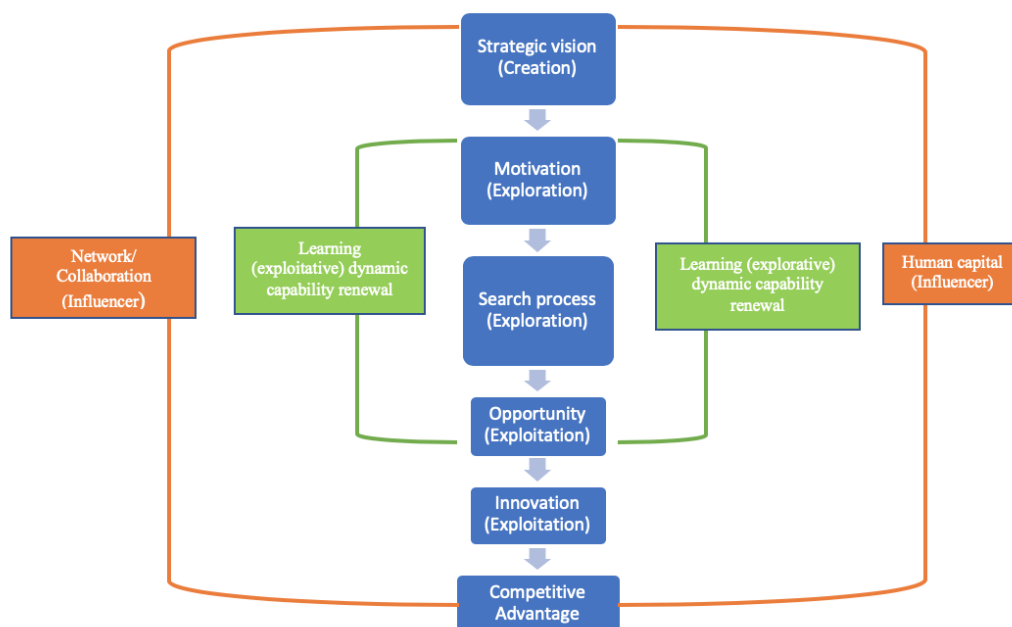 Strategic vision
(Creation)
Motivation
(Exploration)
Network/
Collaboration
(Influencer)
Learning
(exploitative) dynamic
capability renewal
Search process
(Exploration)
Learning (explorative)
dynamic capability
renewal
Human capital
(Influencer)
Opportunity
(Exploitation)
Innovation
(Exploitation)
Competitive
Advantage